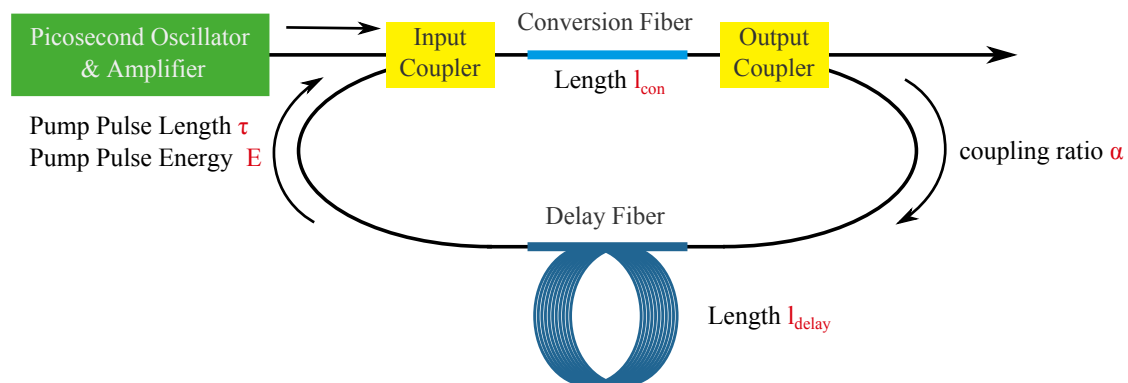 Picosecond Oscillator
& Amplifier
Input
Coupler
Conversion Fiber
Length l_con
Output
Coupler
Pump Pulse Length τ
Pump Pulse Energy E
coupling ratio α
Delay Fiber
Length l_delay